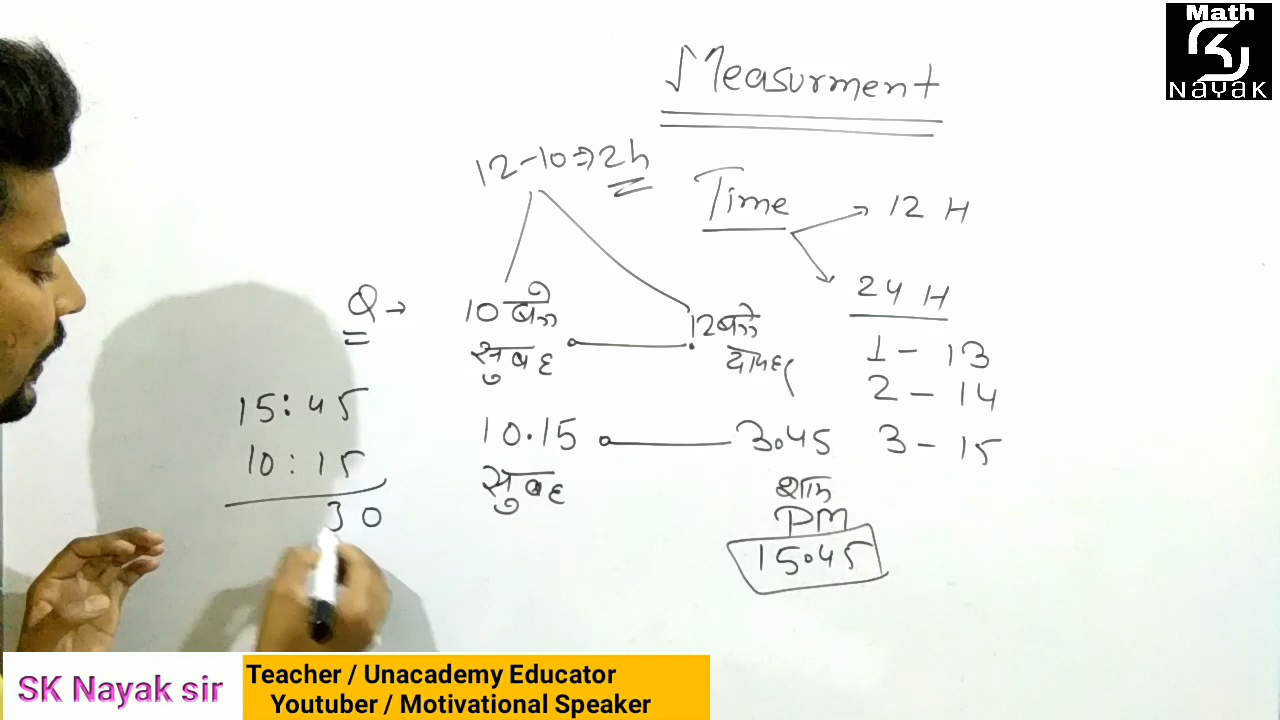 Math
NAYAK
Measurment
12-10⇒2h
Time → 12 H
24 H
Q → 10 बजे 12 बजे
सुबह
1 - 13
2 - 14
3 - 15
10.15 3.45
सुबह शाम
PM
15.45
15:45
10:15
30
SK Nayak sir
Teacher / Unacademy Educator
Youtuber / Motivational Speaker